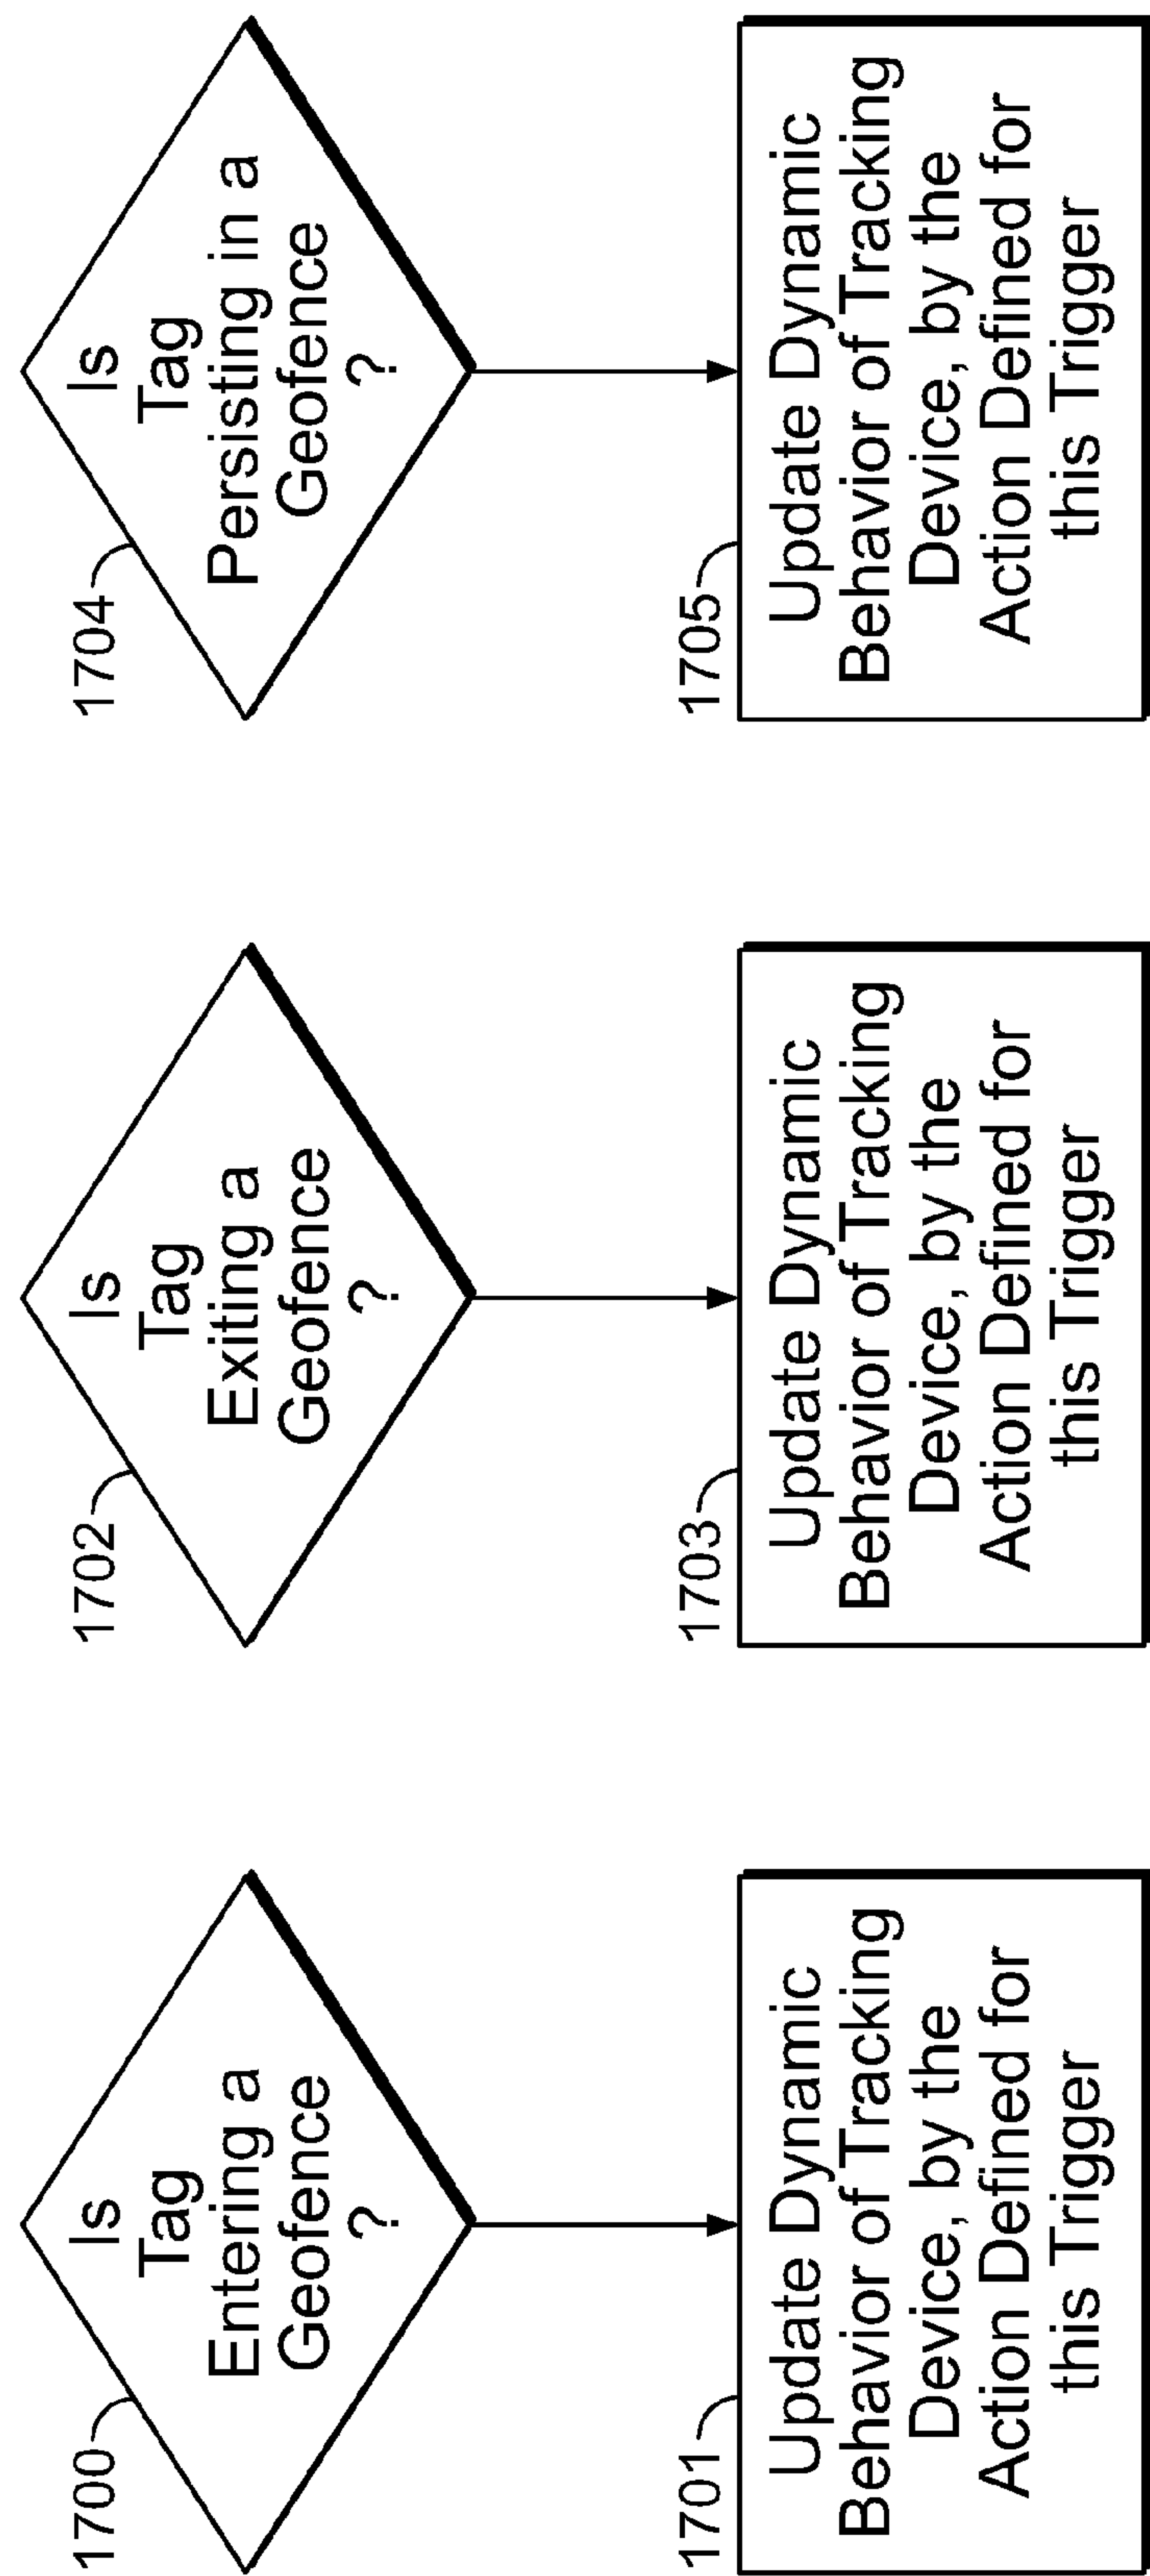 1700
Is
Tag
Entering a
Geofence
?
1701
Update Dynamic
Behavior of Tracking
Device, by the
Action Defined for
this Trigger
1702
Is
Tag
Exiting a
Geofence
?
1703
Update Dynamic
Behavior of Tracking
Device, by the
Action Defined for
this Trigger
1704
Is
Tag
Persisting in a
Geofence
?
1705
Update Dynamic
Behavior of Tracking
Device, by the
Action Defined for
this Trigger